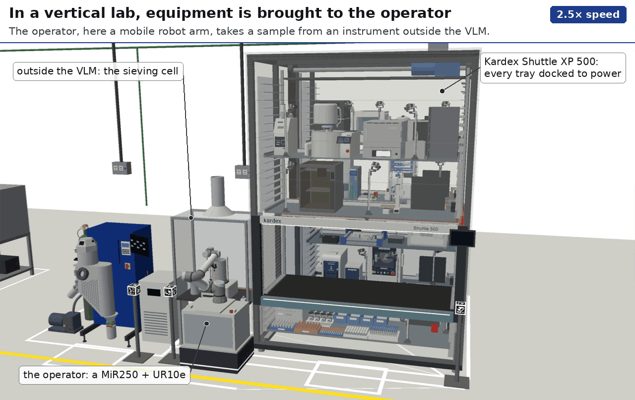 In a vertical lab, equipment is brought to the operator
2.5× speed
The operator, here a mobile robot arm, takes a sample from an instrument outside the VLM.
outside the VLM: the sieving cell
Kardex Shuttle XP 500:
every tray docked to power
kardex
Shuttle 500
the operator: a MiR250 + UR10e